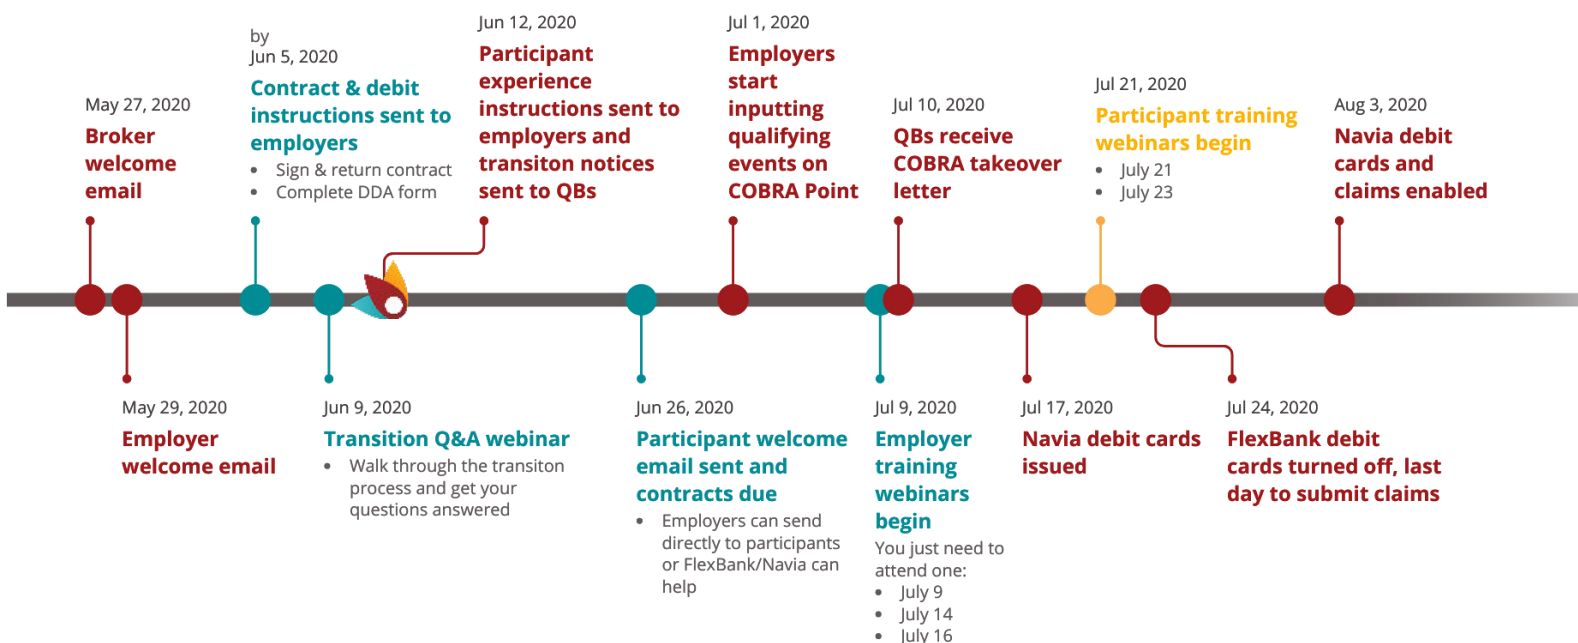 May 27, 2020
Broker
welcome
email
by
Jun 5, 2020
Contract & debit
instructions sent to
employers
• Sign & return contract
• Complete DDA form
Jun 12, 2020
Participant
experience
instructions sent to
employers and
transiton notices
sent to QBs
Jul 1, 2020
Employers
start
inputting
qualifying
events on
COBRA Point
Jul 10, 2020
QBs receive
COBRA takeover
letter
Jul 21, 2020
Participant training
webinars begin
• July 21
• July 23
Aug 3, 2020
Navia debit
cards and
claims enabled
May 29, 2020
Employer
welcome email
Jun 9, 2020
Transition Q&A webinar
• Walk through the transiton
process and get your
questions answered
Jun 26, 2020
Participant welcome
email sent and
contracts due
• Employers can send
directly to participants
or FlexBank/Navia can
help
Jul 9, 2020
Employer
training
webinars
begin
You just need to
attend one:
• July 9
• July 14
• July 16
Jul 17, 2020
Navia debit cards
issued
Jul 24, 2020
FlexBank debit
cards turned off, last
day to submit claims